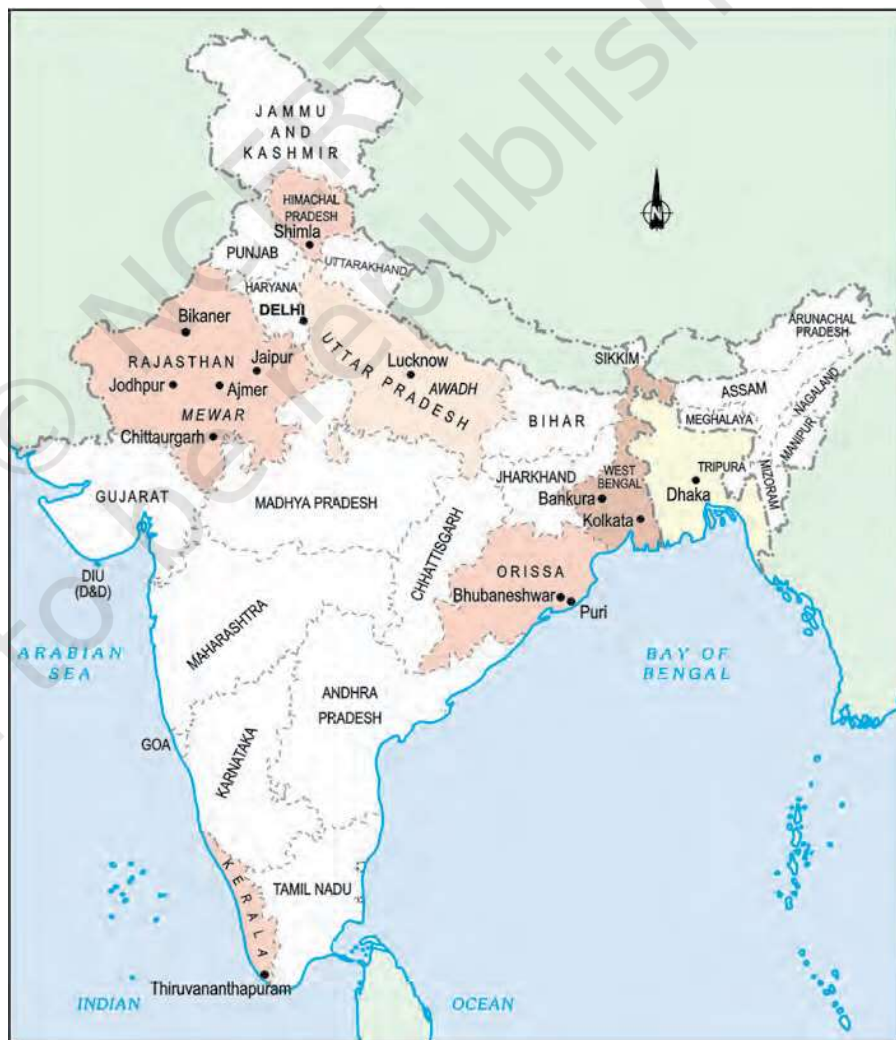 © NCERT
not to be republished
JAMMU
AND
KASHMIR
HIMACHAL
PRADESH
Shimla
PUNJAB
UTTARAKHAND
HARYANA
DELHI
N
ARUNACHAL
PRADESH
Bikaner
RAJASTHAN
Jaipur
Jodhpur
Ajmer
MEWAR
Chittaurgarh
UTTAR PRADESH
Lucknow
AWADH
SIKKIM
ASSAM
NAGALAND
MEGHALAYA
MANIPUR
BIHAR
JHARKHAND
WEST
BENGAL
TRIPURA
MIZORAM
Bankura
Dhaka
Kolkata
GUJARAT
MADHYA PRADESH
CHHATTISGARH
DIU
(D&D)
ORISSA
Bhubaneshwar
Puri
MAHARASHTRA
ARABIAN
SEA
BAY OF
BENGAL
ANDHRA
PRADESH
GOA
KARNATAKA
KERALA
TAMIL NADU
Thiruvananthapuram
INDIAN
OCEAN